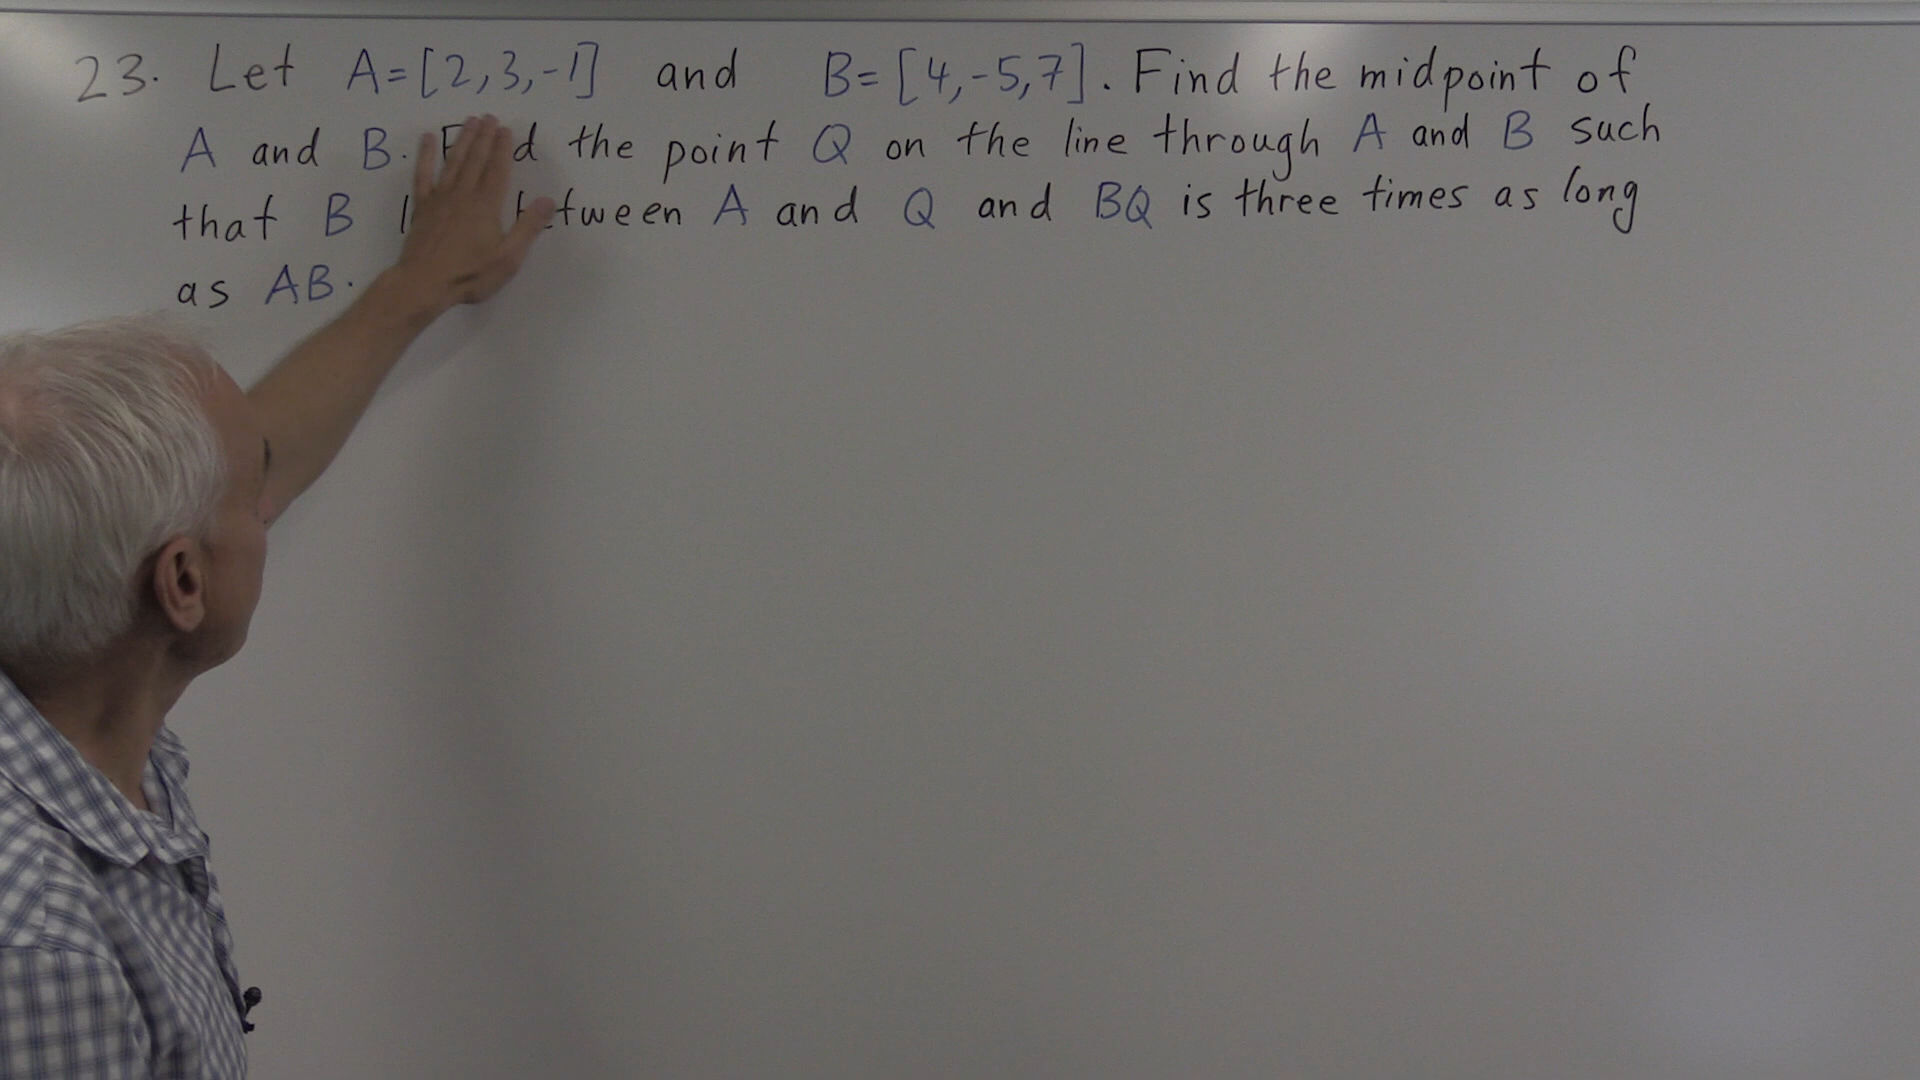 23. Let A=[2,3,-1] and B=[4,-5,7]. Find the midpoint of
A and B. the point Q on the line through A and B such
that B between A and Q and BQ is three times as long
as AB.